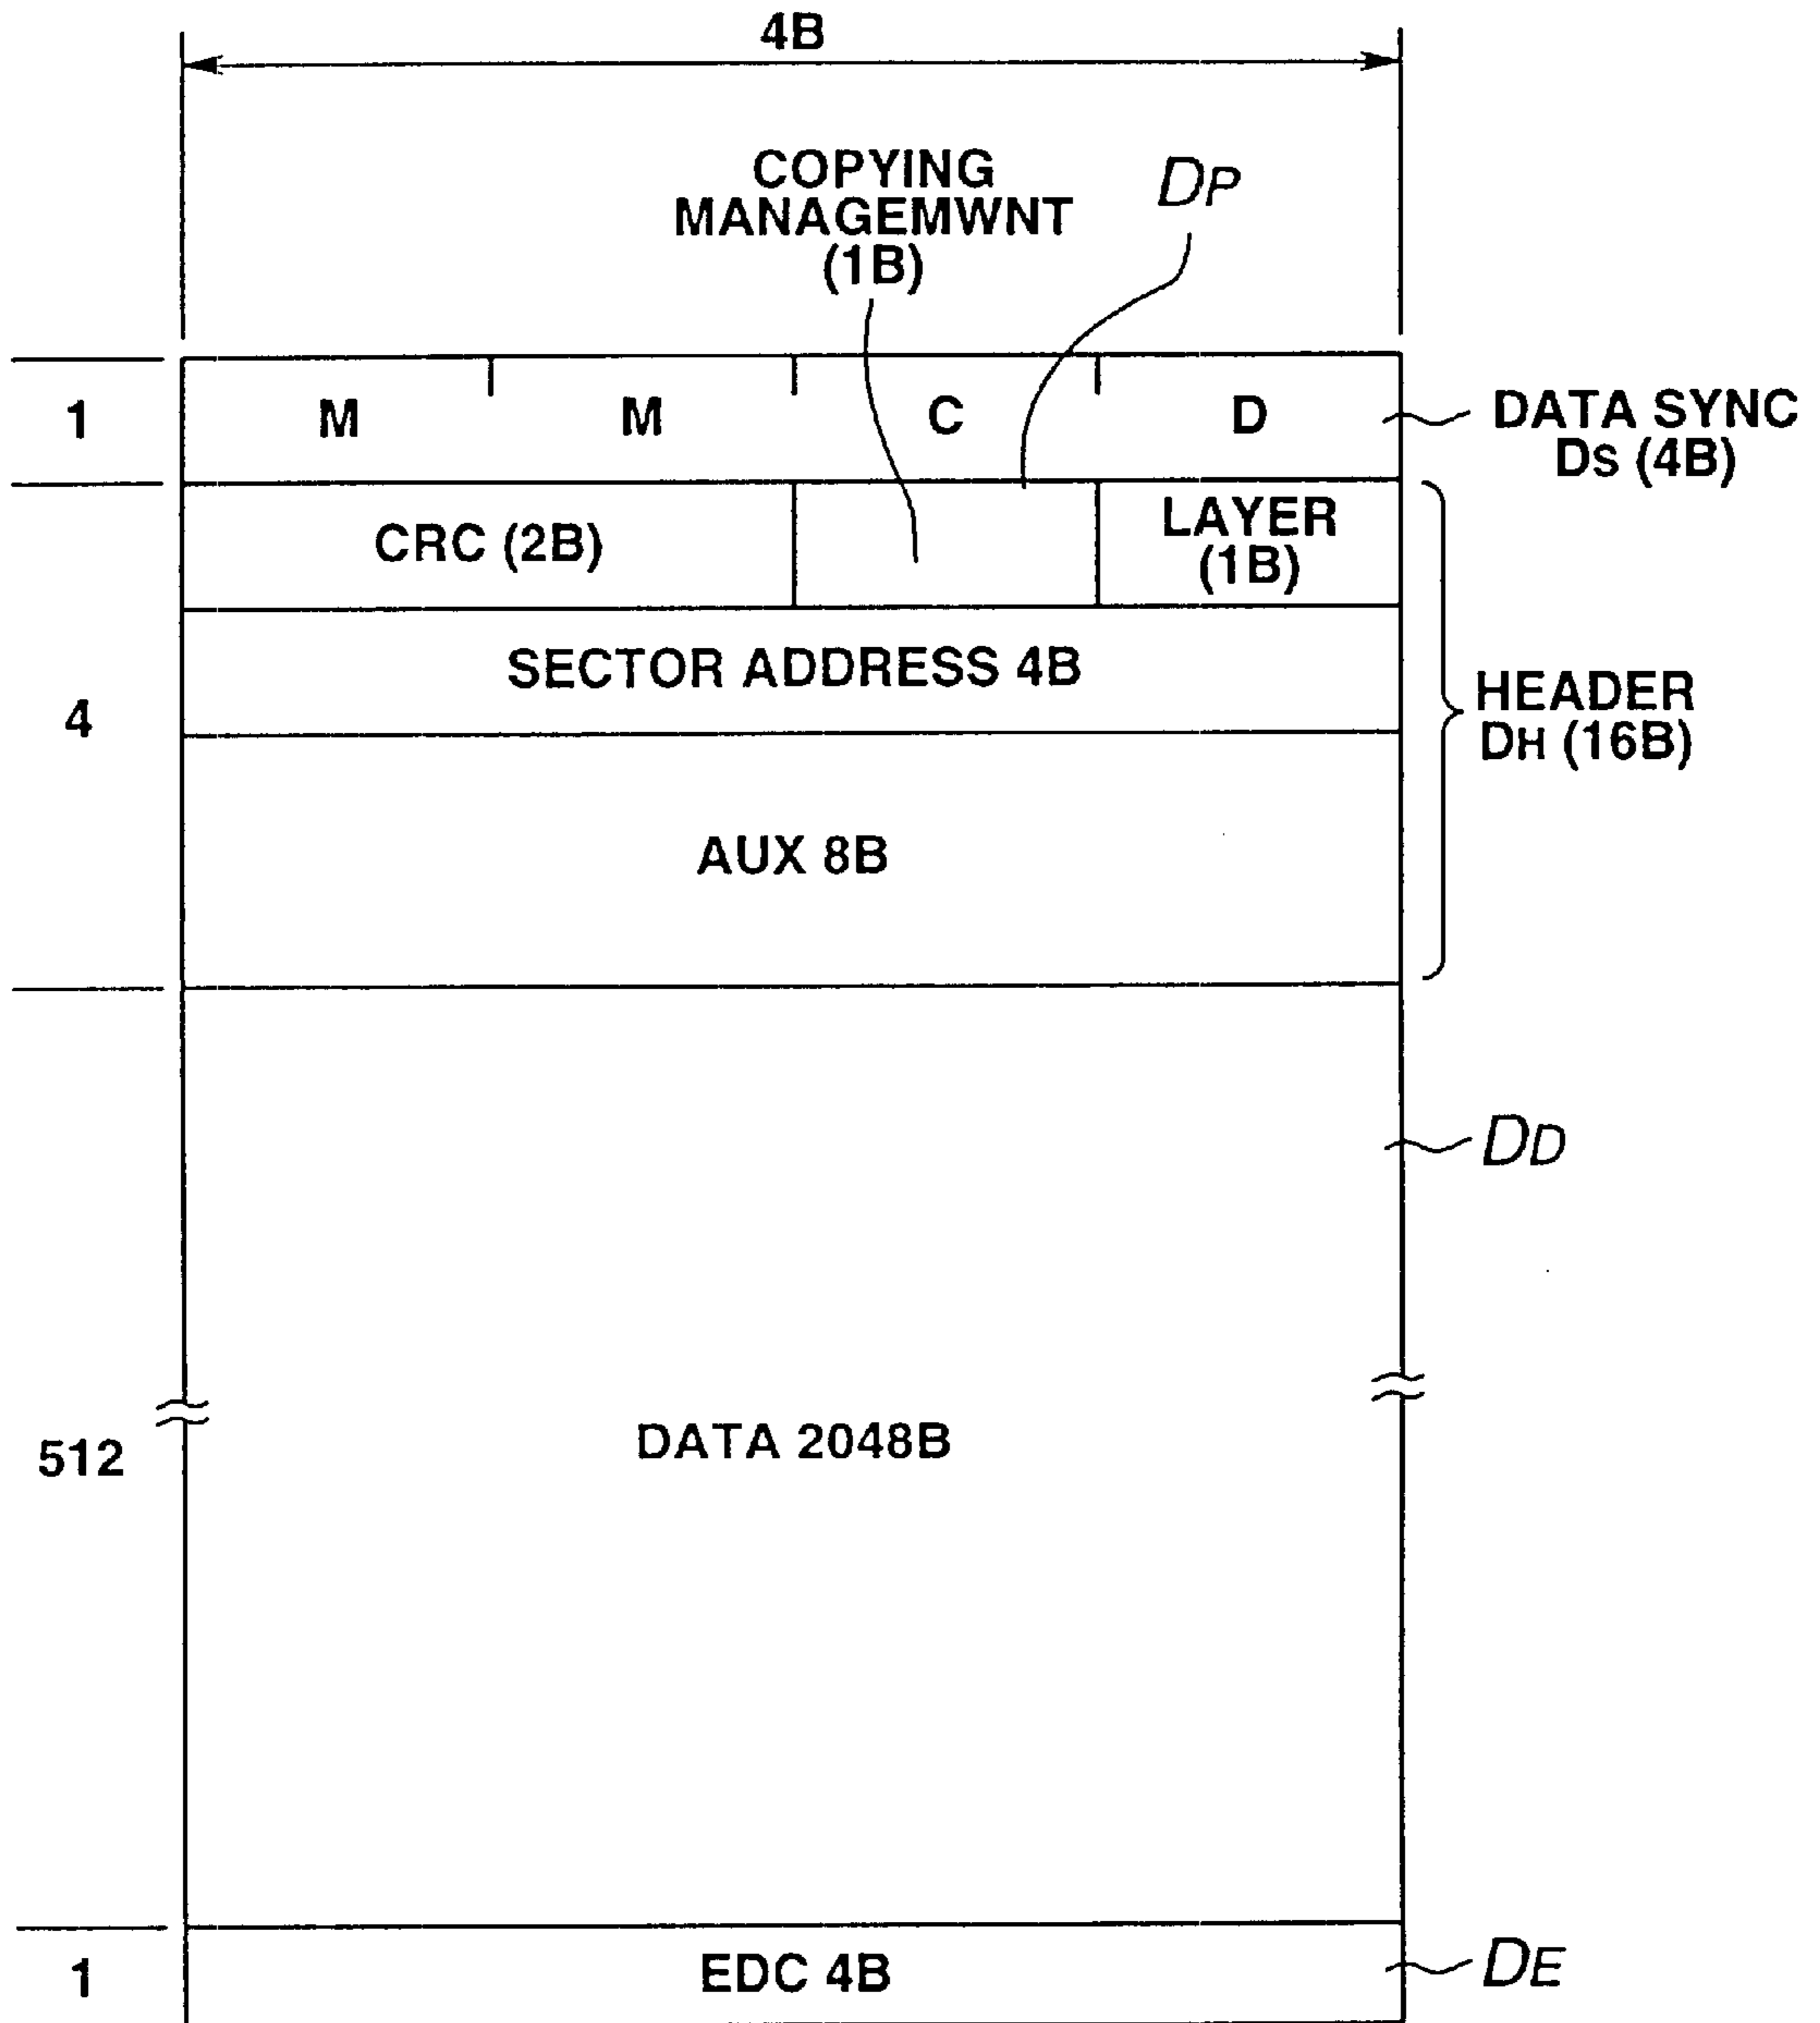 4B
COPYING
MANAGEMWNT
(1B)
DP
1
M M C D
DATA SYNC
DS (4B)
CRC (2B)
LAYER
(1B)
4
SECTOR ADDRESS 4B
HEADER
DH (16B)
AUX 8B
DD
512
DATA 2048B
1
EDC 4B
DE